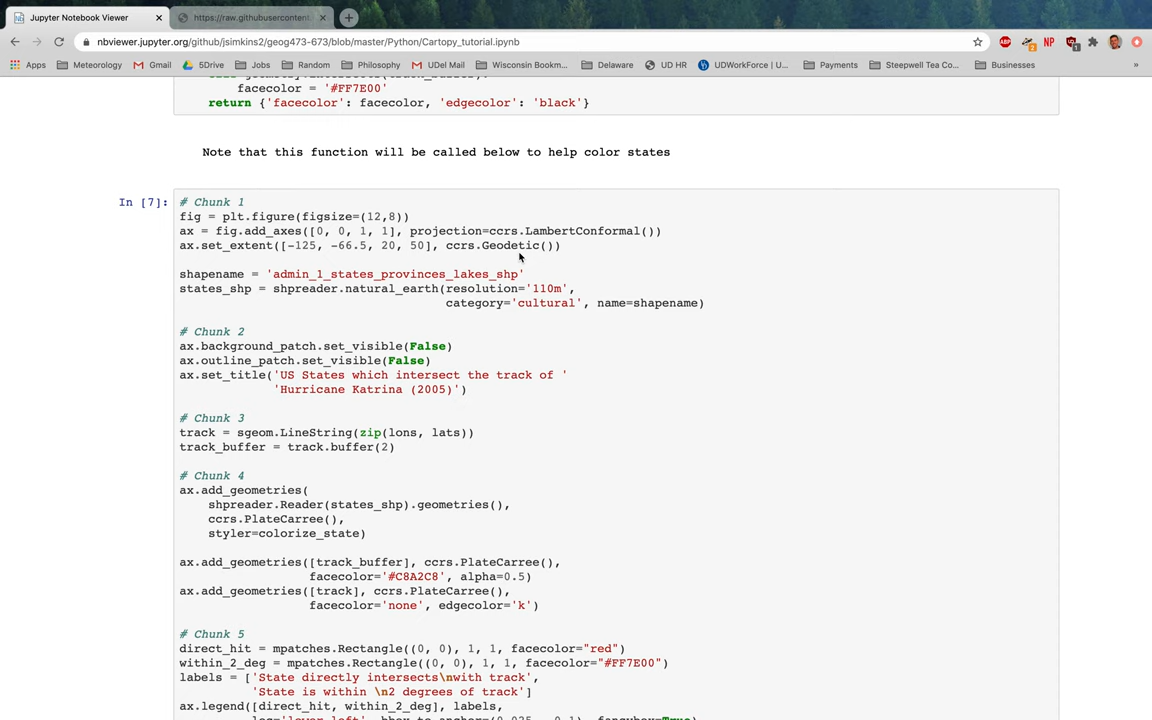 Jupyter Notebook Viewer
https://raw.githubusercontent.
nbviewer.jupyter.org/github/jsimkins2/geog473-673/blob/master/Python/Cartopy_tutorial.ipynb
ABP
2
NP
1
Apps Meteorology Gmail 5Drive Jobs Random Philosophy UDel Mail Wisconsin Bookm... Delaware UD HR UDWorkForce | U... Payments Steepwell Tea Co... Businesses »
facecolor = '#FF7E00'
return {'facecolor': facecolor, 'edgecolor': 'black'}
Note that this function will be called below to help color states
In [7]:
# Chunk 1
fig = plt.figure(figsize=(12,8))
ax = fig.add_axes([0, 0, 1, 1], projection=ccrs.LambertConformal())
ax.set_extent([-125, -66.5, 20, 50], ccrs.Geodetic())
shapename = 'admin_1_states_provinces_lakes_shp'
states_shp = shpreader.natural_earth(resolution='110m',
category='cultural', name=shapename)
# Chunk 2
ax.background_patch.set_visible(False)
ax.outline_patch.set_visible(False)
ax.set_title('US States which intersect the track of '
'Hurricane Katrina (2005)')
# Chunk 3
track = sgeom.LineString(zip(lons, lats))
track_buffer = track.buffer(2)
# Chunk 4
ax.add_geometries(
shpreader.Reader(states_shp).geometries(),
ccrs.PlateCarree(),
styler=colorize_state)
ax.add_geometries([track_buffer], ccrs.PlateCarree(),
facecolor='#C8A2C8', alpha=0.5)
ax.add_geometries([track], ccrs.PlateCarree(),
facecolor='none', edgecolor='k')
# Chunk 5
direct_hit = mpatches.Rectangle((0, 0), 1, 1, facecolor="red")
within_2_deg = mpatches.Rectangle((0, 0), 1, 1, facecolor="#FF7E00")
labels = ['State directly intersects\nwith track',
'State is within \n2 degrees of track']
ax.legend([direct_hit, within_2_deg], labels,